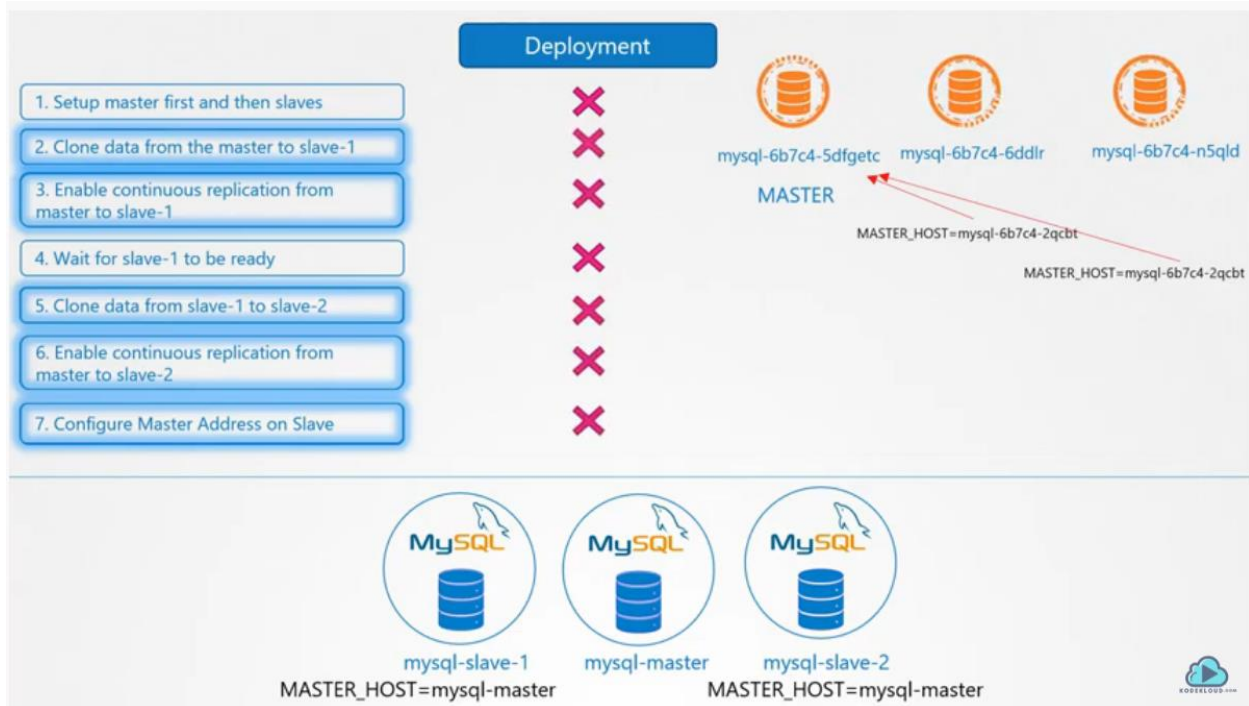 Deployment
1. Setup master first and then slaves
2. Clone data from the master to slave-1
3. Enable continuous replication from
master to slave-1
4. Wait for slave-1 to be ready
5. Clone data from slave-1 to slave-2
6. Enable continuous replication from
master to slave-2
7. Configure Master Address on Slave
mysql-6b7c4-5dfgetc
mysql-6b7c4-6ddlr
mysql-6b7c4-n5qld
MASTER
MASTER_HOST=mysql-6b7c4-2qcbt
MASTER_HOST=mysql-6b7c4-2qcbt
MySQL
MySQL
MySQL
mysql-slave-1
mysql-master
mysql-slave-2
MASTER_HOST=mysql-master
MASTER_HOST=mysql-master
KODEKLOUD.COM